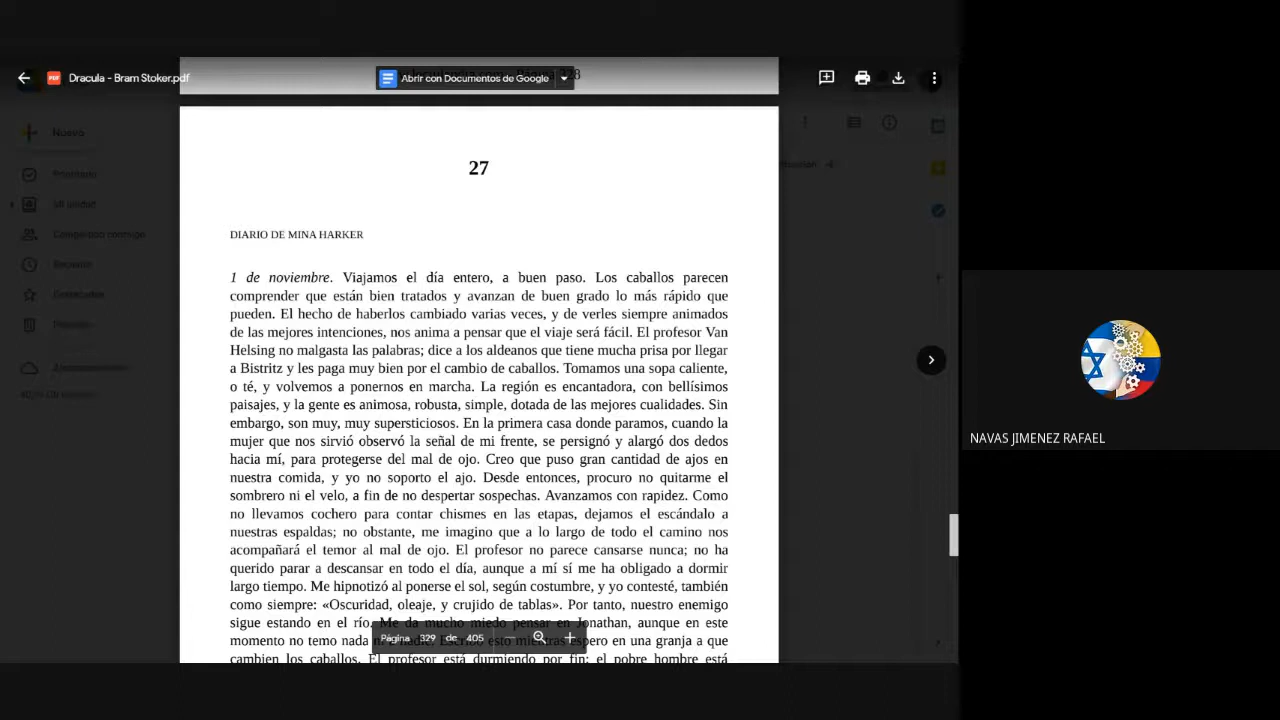 Dracula - Bram Stoker.pdf
Abrir con Documentos de Google
Nuevo
Prioritario
Mi unidad
Compartido conmigo
Reciente
Destacados
27
DIARIO DE MINA HARKER
1 de noviembre. Viajamos el día entero, a buen paso. Los caballos parecen
comprender que están bien tratados y avanzan de buen grado lo más rápido que
pueden. El hecho de haberlos cambiado varias veces, y de verles siempre animados
de las mejores intenciones, nos anima a pensar que el viaje será fácil. El profesor Van
Helsing no malgasta las palabras; dice a los aldeanos que tiene mucha prisa por llegar
a Bistritz y les paga muy bien por el cambio de caballos. Tomamos una sopa caliente,
o té, y volvemos a ponernos en marcha. La región es encantadora, con bellísimos
paisajes, y la gente es animosa, robusta, simple, dotada de las mejores cualidades. Sin
embargo, son muy, muy supersticiosos. En la primera casa donde paramos, cuando la
mujer que nos sirvió observó la señal de mi frente, se persignó y alargó dos dedos
hacia mí, para protegerse del mal de ojo. Creo que puso gran cantidad de ajos en
nuestra comida, y yo no soporto el ajo. Desde entonces, procuro no quitarme el
sombrero ni el velo, a fin de no despertar sospechas. Avanzamos con rapidez. Como
no llevamos cochero para contar chismes en las etapas, dejamos el escándalo a
nuestras espaldas; no obstante, me imagino que a lo largo de todo el camino nos
acompañará el temor al mal de ojo. El profesor no parece cansarse nunca; no ha
querido parar a descansar en todo el día, aunque a mí sí me ha obligado a dormir
largo tiempo. Me hipnotizó al ponerse el sol, según costumbre, y yo contesté, también
como siempre: «Oscuridad, oleaje, y crujido de tablas». Por tanto, nuestro enemigo
sigue estando en el río. Me da mucho miedo pensar en Jonathan, aunque en este
momento no temo nada ni a nadie. Escribo esto mientras espero en una granja a que
cambien los caballos. El profesor está durmiendo por fin; el pobre hombre está
Página 329 de 405
NAVAS JIMENEZ RAFAEL